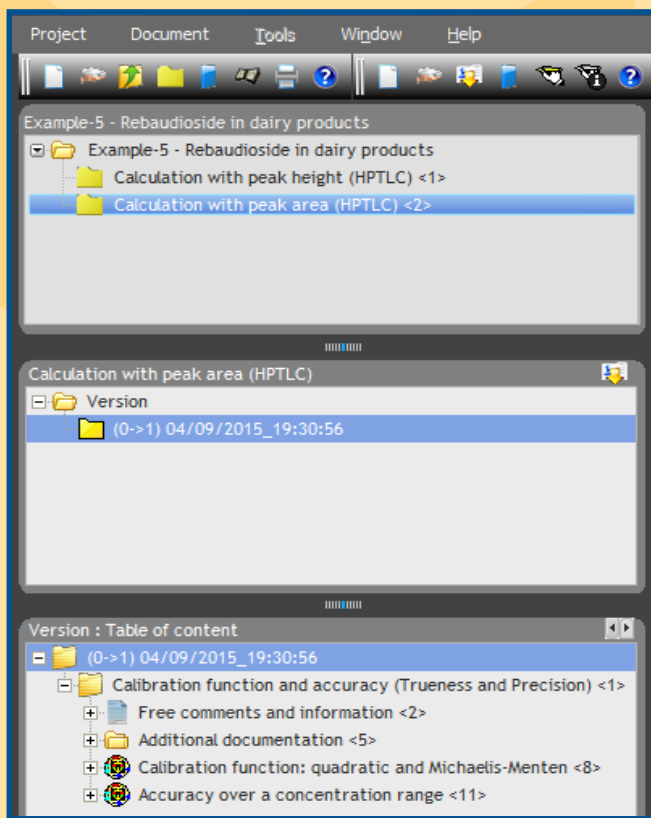 Project Document Tools Window Help
Example-5 - Rebaudioside in dairy products
Example-5 - Rebaudioside in dairy products
Calculation with peak height (HPTLC) <1>
Calculation with peak area (HPTLC) <2>
Calculation with peak area (HPTLC)
Version
(0->1) 04/09/2015_19:30:56
Version : Table of content
(0->1) 04/09/2015_19:30:56
Calibration function and accuracy (Trueness and Precision) <1>
Free comments and information <2>
Additional documentation <5>
Calibration function: quadratic and Michaelis-Menten <8>
Accuracy over a concentration range <11>